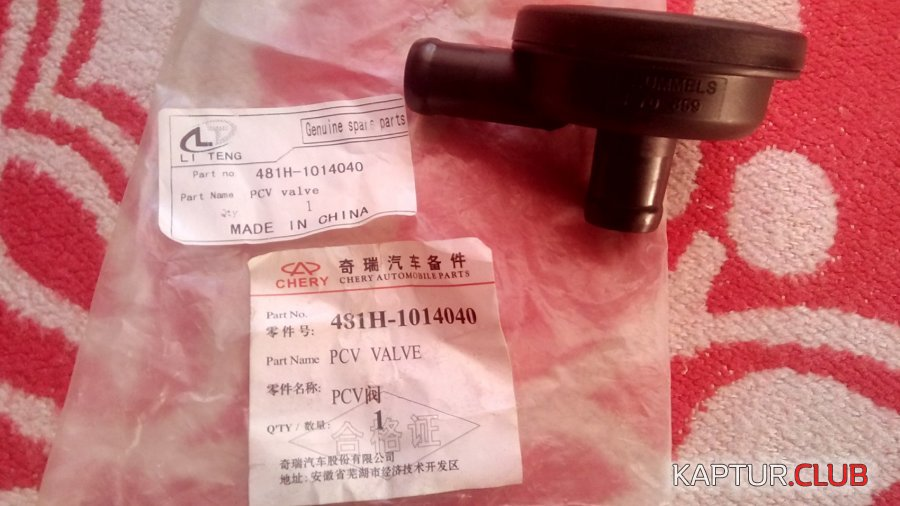 LI TENG
Genuine spare parts
Part no 481H-1014040
Part Name PCV valve
Qty 1
MADE IN CHINA
CHERY
奇瑞汽车备件
CHERY AUTOMOBILE PARTS
Part No.
零件号: 481H-1014040
Part Name PCV VALVE
零件名称: PCV阀
Q'TY / 数量: 1
合格证
奇瑞汽车股份有限公司
地址: 安徽省芜湖市经济技术开发区
KAPTUR.CLUB